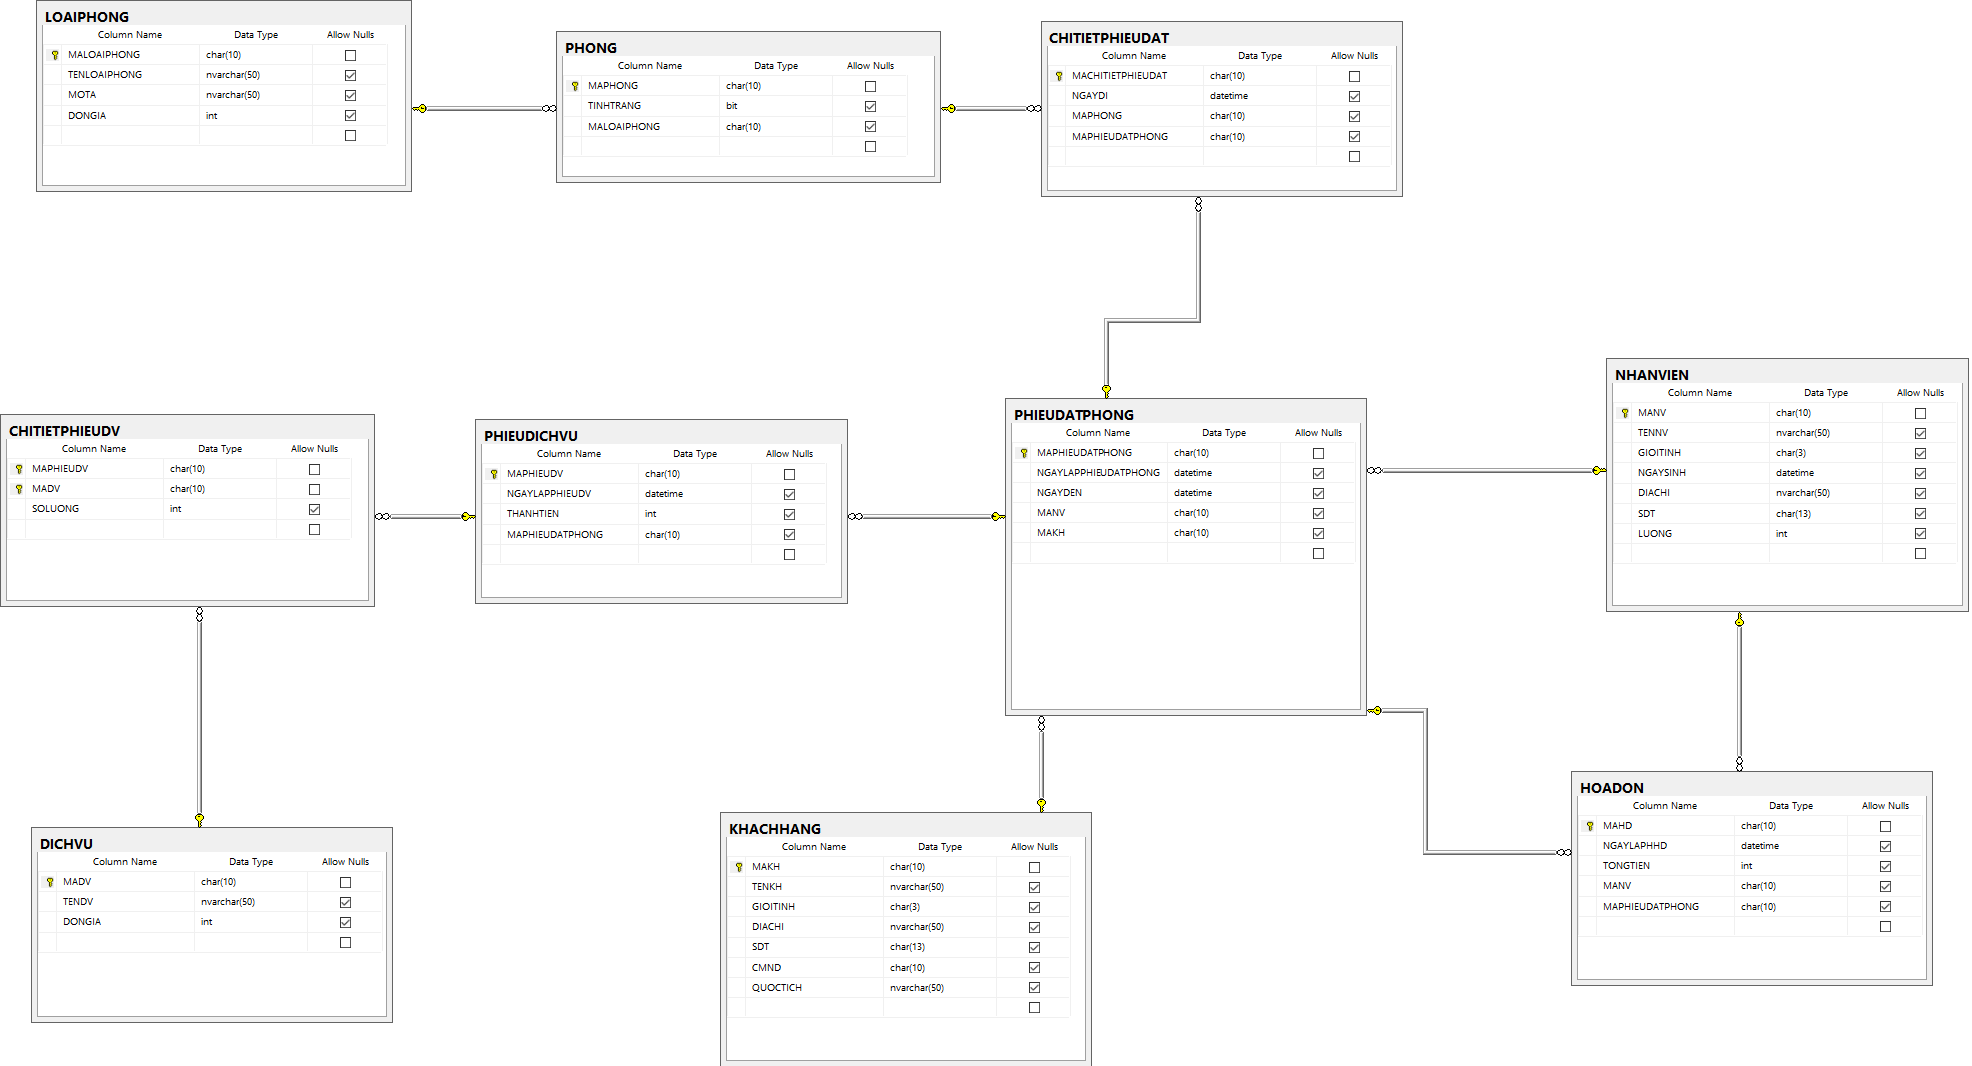 LOAIPHONG
Column Name Data Type Allow Nulls
MALOAIPHONG char(10)
TENLOAIPHONG nvarchar(50)
MOTA nvarchar(50)
DONGIA int
PHONG
Column Name Data Type Allow Nulls
MAPHONG char(10)
TINHTRANG bit
MALOAIPHONG char(10)
CHITIETPHIEUDAT
Column Name Data Type Allow Nulls
MACHITIETPHIEUDAT char(10)
NGAYDI datetime
MAPHONG char(10)
MAPHIEUDATPHONG char(10)
CHITIETPHIEUDV
Column Name Data Type Allow Nulls
MAPHIEUDV char(10)
MADV char(10)
SOLUONG int
PHIEUDICHVU
Column Name Data Type Allow Nulls
MAPHIEUDV char(10)
NGAYLAPPHIEUDV datetime
THANHTIEN int
MAPHIEUDATPHONG char(10)
PHIEUDATPHONG
Column Name Data Type Allow Nulls
MAPHIEUDATPHONG char(10)
NGAYLAPPHIEUDATPHONG datetime
NGAYDEN datetime
MANV char(10)
MAKH char(10)
NHANVIEN
Column Name Data Type Allow Nulls
MANV char(10)
TENNV nvarchar(50)
GIOITINH char(3)
NGAYSINH datetime
DIACHI nvarchar(50)
SDT char(13)
LUONG int
DICHVU
Column Name Data Type Allow Nulls
MADV char(10)
TENDV nvarchar(50)
DONGIA int
KHACHHANG
Column Name Data Type Allow Nulls
MAKH char(10)
TENKH nvarchar(50)
GIOITINH char(3)
DIACHI nvarchar(50)
SDT char(13)
CMND char(10)
QUOCTICH nvarchar(50)
HOADON
Column Name Data Type Allow Nulls
MAHD char(10)
NGAYLAPHHD datetime
TONGTIEN int
MANV char(10)
MAPHIEUDATPHONG char(10)